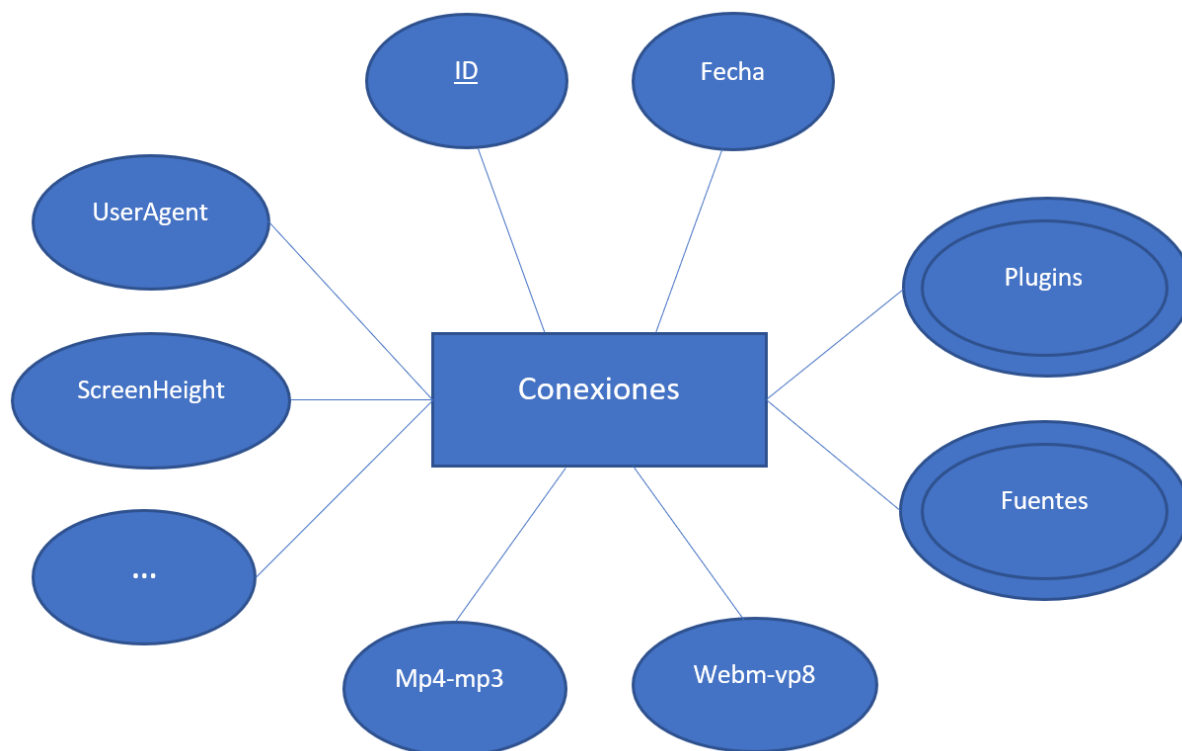 ID
Fecha
UserAgent
Plugins
ScreenHeight
Conexiones
Fuentes
...
Mp4-mp3
Webm-vp8